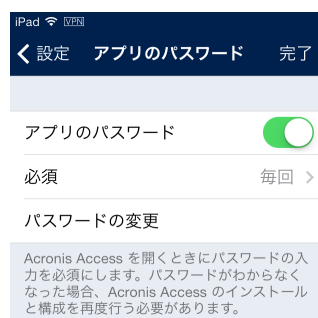 iPad VPN
設定 アプリのパスワード 完了
アプリのパスワード
必須 毎回
パスワードの変更
Acronis Access を開くときにパスワードの入
力を必須にします。パスワードがわからなく
なった場合、Acronis Access のインストール
と構成を再度行う必要があります。